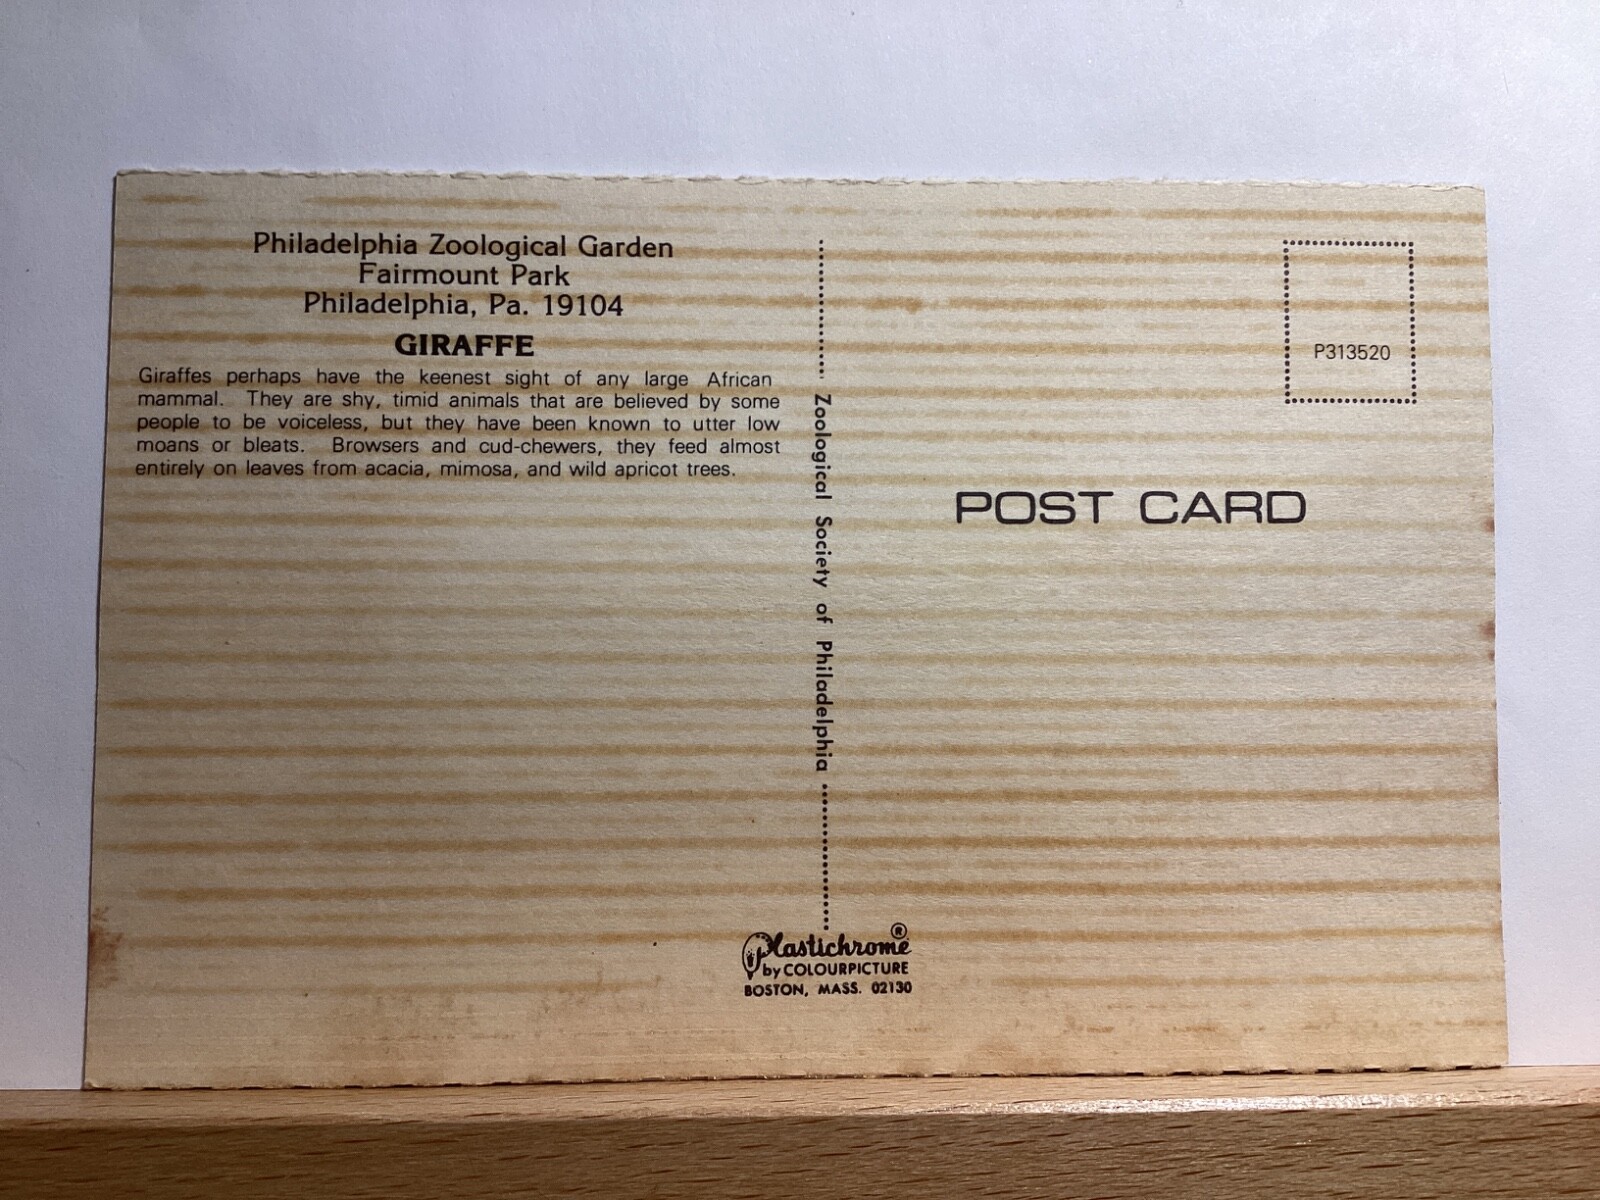 Philadelphia Zoological Garden
Fairmount Park
Philadelphia, Pa. 19104
GIRAFFE
Giraffes perhaps have the keenest sight of any large African
mammal. They are shy, timid animals that are believed by some
people to be voiceless, but they have been known to utter low
moans or bleats. Browsers and cud-chewers, they feed almost
entirely on leaves from acacia, mimosa, and wild apricot trees.
Zoological Society of Philadelphia
Plastichrome®
by COLOURPICTURE
BOSTON, MASS. 02130
P313520
POST CARD